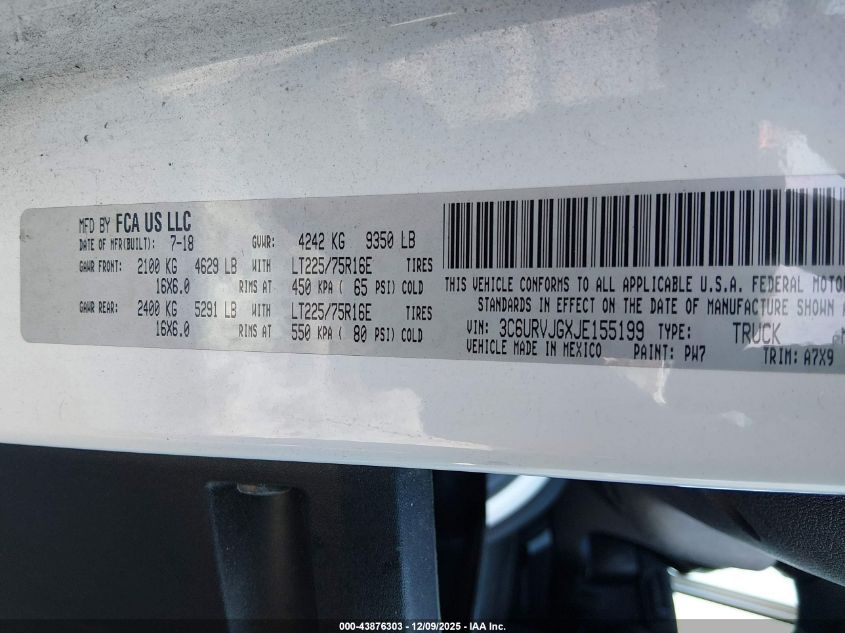 MFD BY FCA US LLC
DATE OF MFR(BUILT): 7-18 GVWR: 4242 KG 9350 LB
GAWR FRONT: 2100 KG 4629 LB WITH LT225/75R16E TIRES
16X6.0 RIMS AT 450 KPA ( 65 PSI) COLD
GAWR REAR: 2400 KG 5291 LB WITH LT225/75R16E TIRES
16X6.0 RIMS AT 550 KPA ( 80 PSI) COLD
THIS VEHICLE CONFORMS TO ALL APPLICABLE U.S.A. FEDERAL MOTOR
STANDARDS IN EFFECT ON THE DATE OF MANUFACTURE SHOWN A
VIN: 3C6URVJGXJE155199 TYPE: TRUCK
VEHICLE MADE IN MEXICO PAINT: PW7 TRIM: A7X9
000-43876303 - 12/09/2025 - IAA Inc.